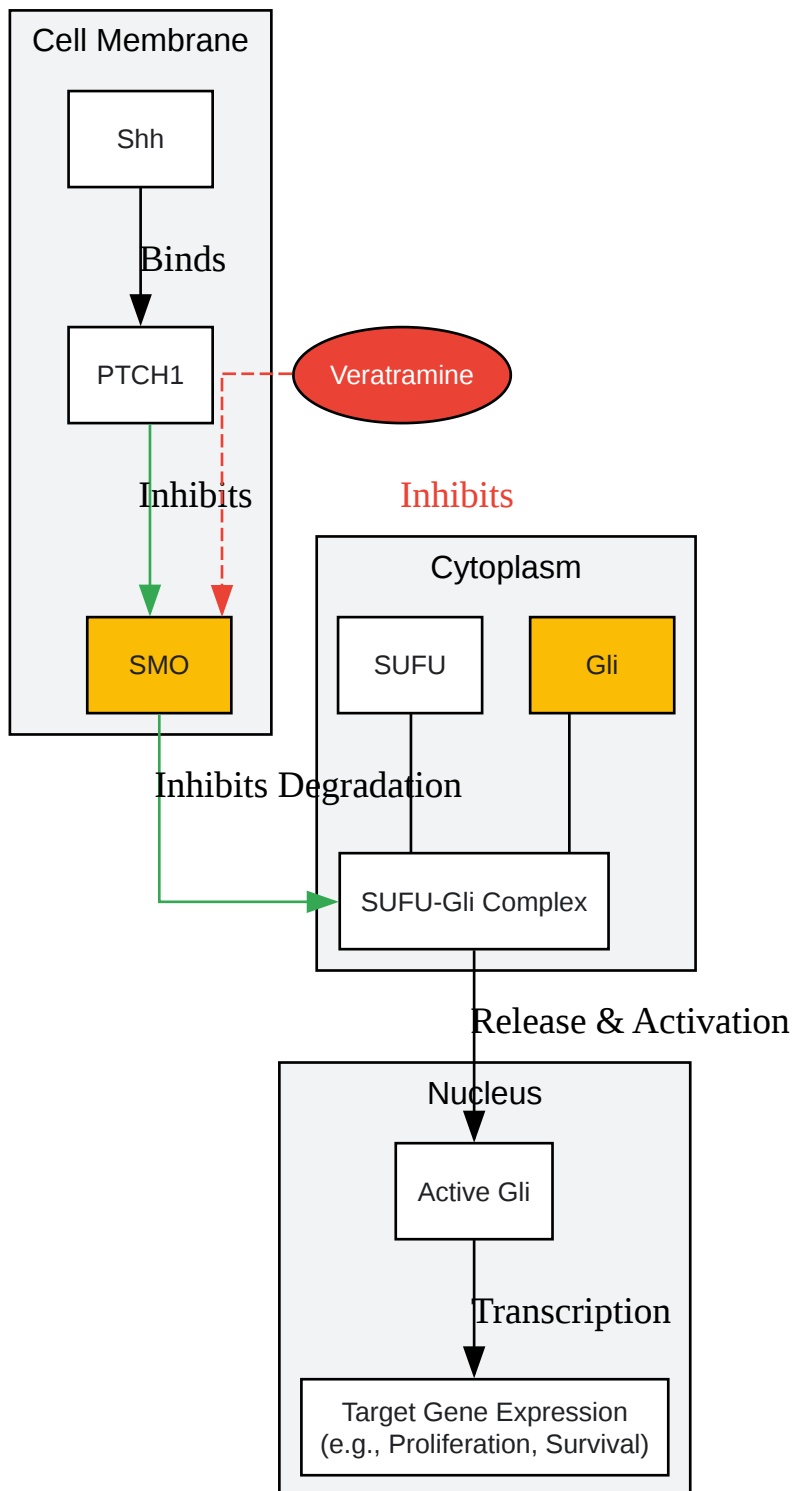 Cell Membrane
Shh
Binds
PTCH1
Veratramine
Inhibits
Inhibits
Cytoplasm
SMO
SUFU
Gli
Inhibits Degradation
SUFU-Gli Complex
Release & Activation
Nucleus
Active Gli
Transcription
Target Gene Expression
(e.g., Proliferation, Survival)